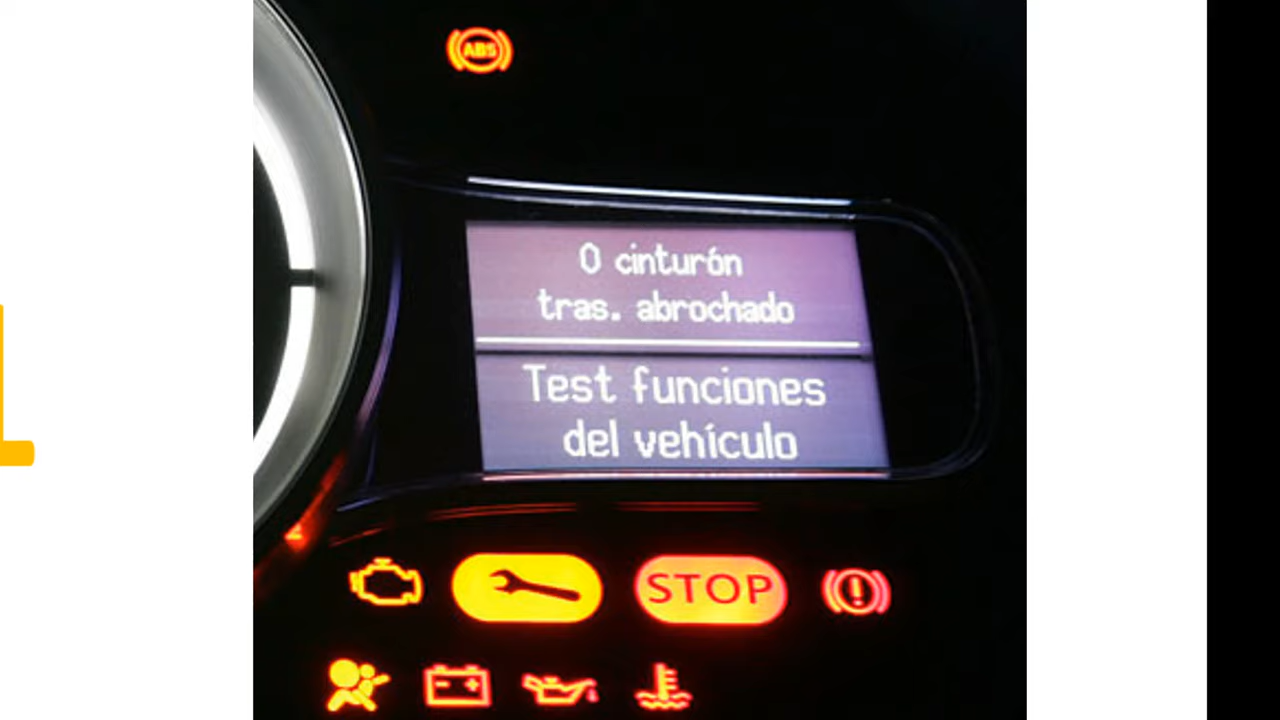 ABS
0 cinturón
tras. abrochado
Test funciones
del vehículo
STOP